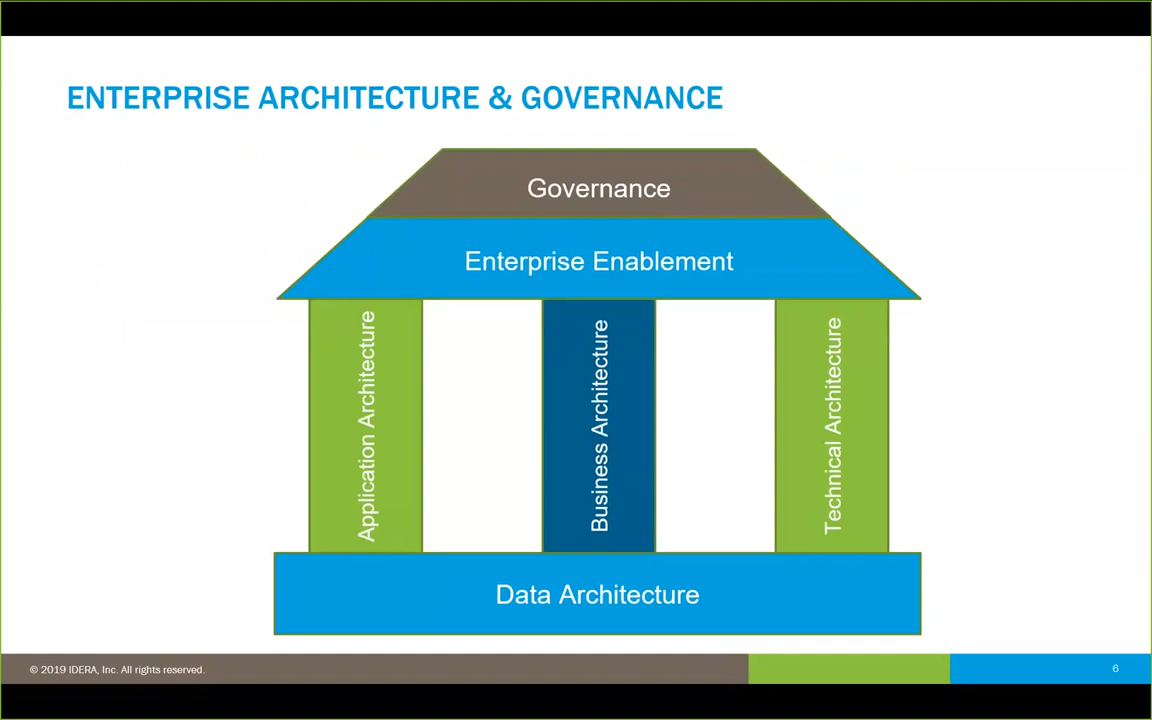 ENTERPRISE ARCHITECTURE & GOVERNANCE
Governance
Enterprise Enablement
Application Architecture
Business Architecture
Technical Architecture
Data Architecture
© 2019 IDERA, Inc. All rights reserved.
6